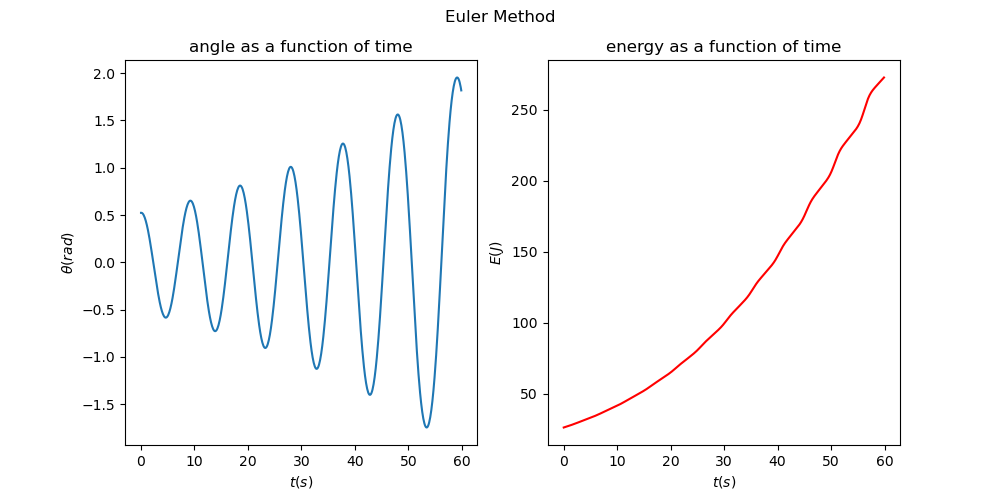 Euler Method
angle as a function of time
2.0
1.5
1.0
0.5
0.0
−0.5
−1.0
−1.5
θ(rad)
0 10 20 30 40 50 60
t(s)
energy as a function of time
250
200
150
100
50
E(J)
0 10 20 30 40 50 60
t(s)